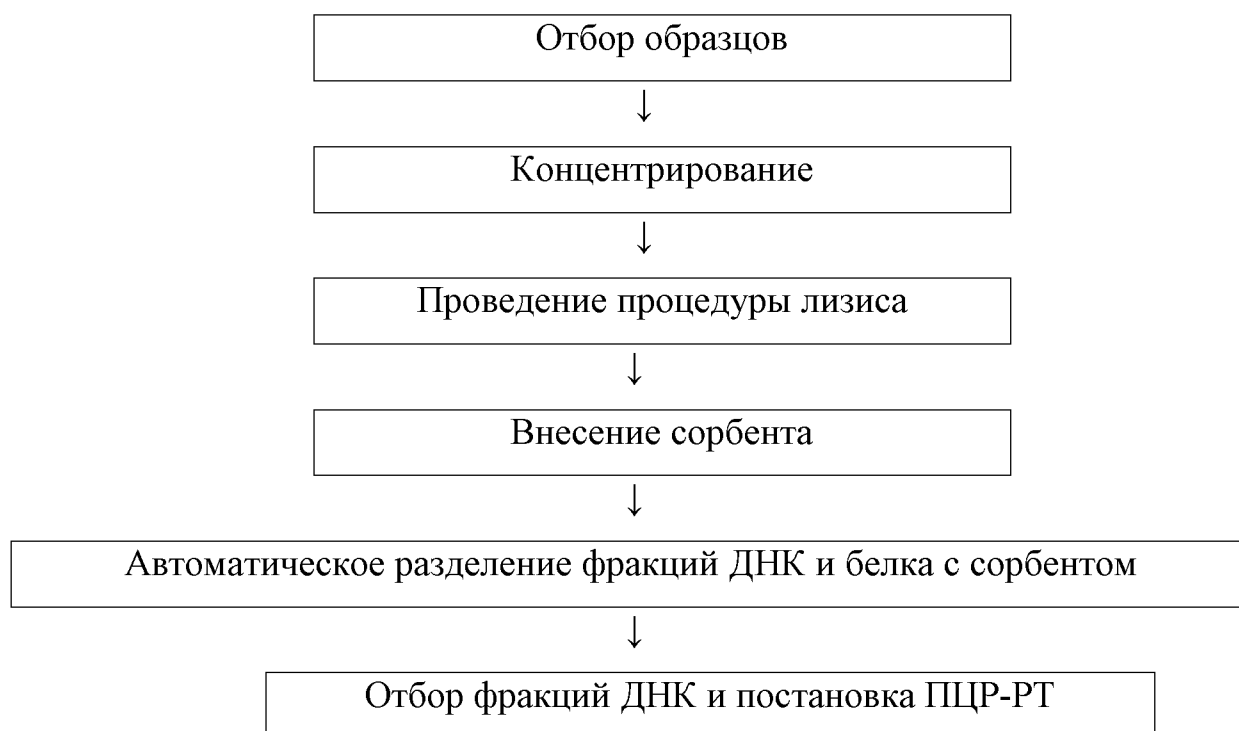 Отбор образцов
↓
Концентрирование
↓
Проведение процедуры лизиса
↓
Внесение сорбента
↓
Автоматическое разделение фракций ДНК и белка с сорбентом
↓
Отбор фракций ДНК и постановка ПЦР-РТ